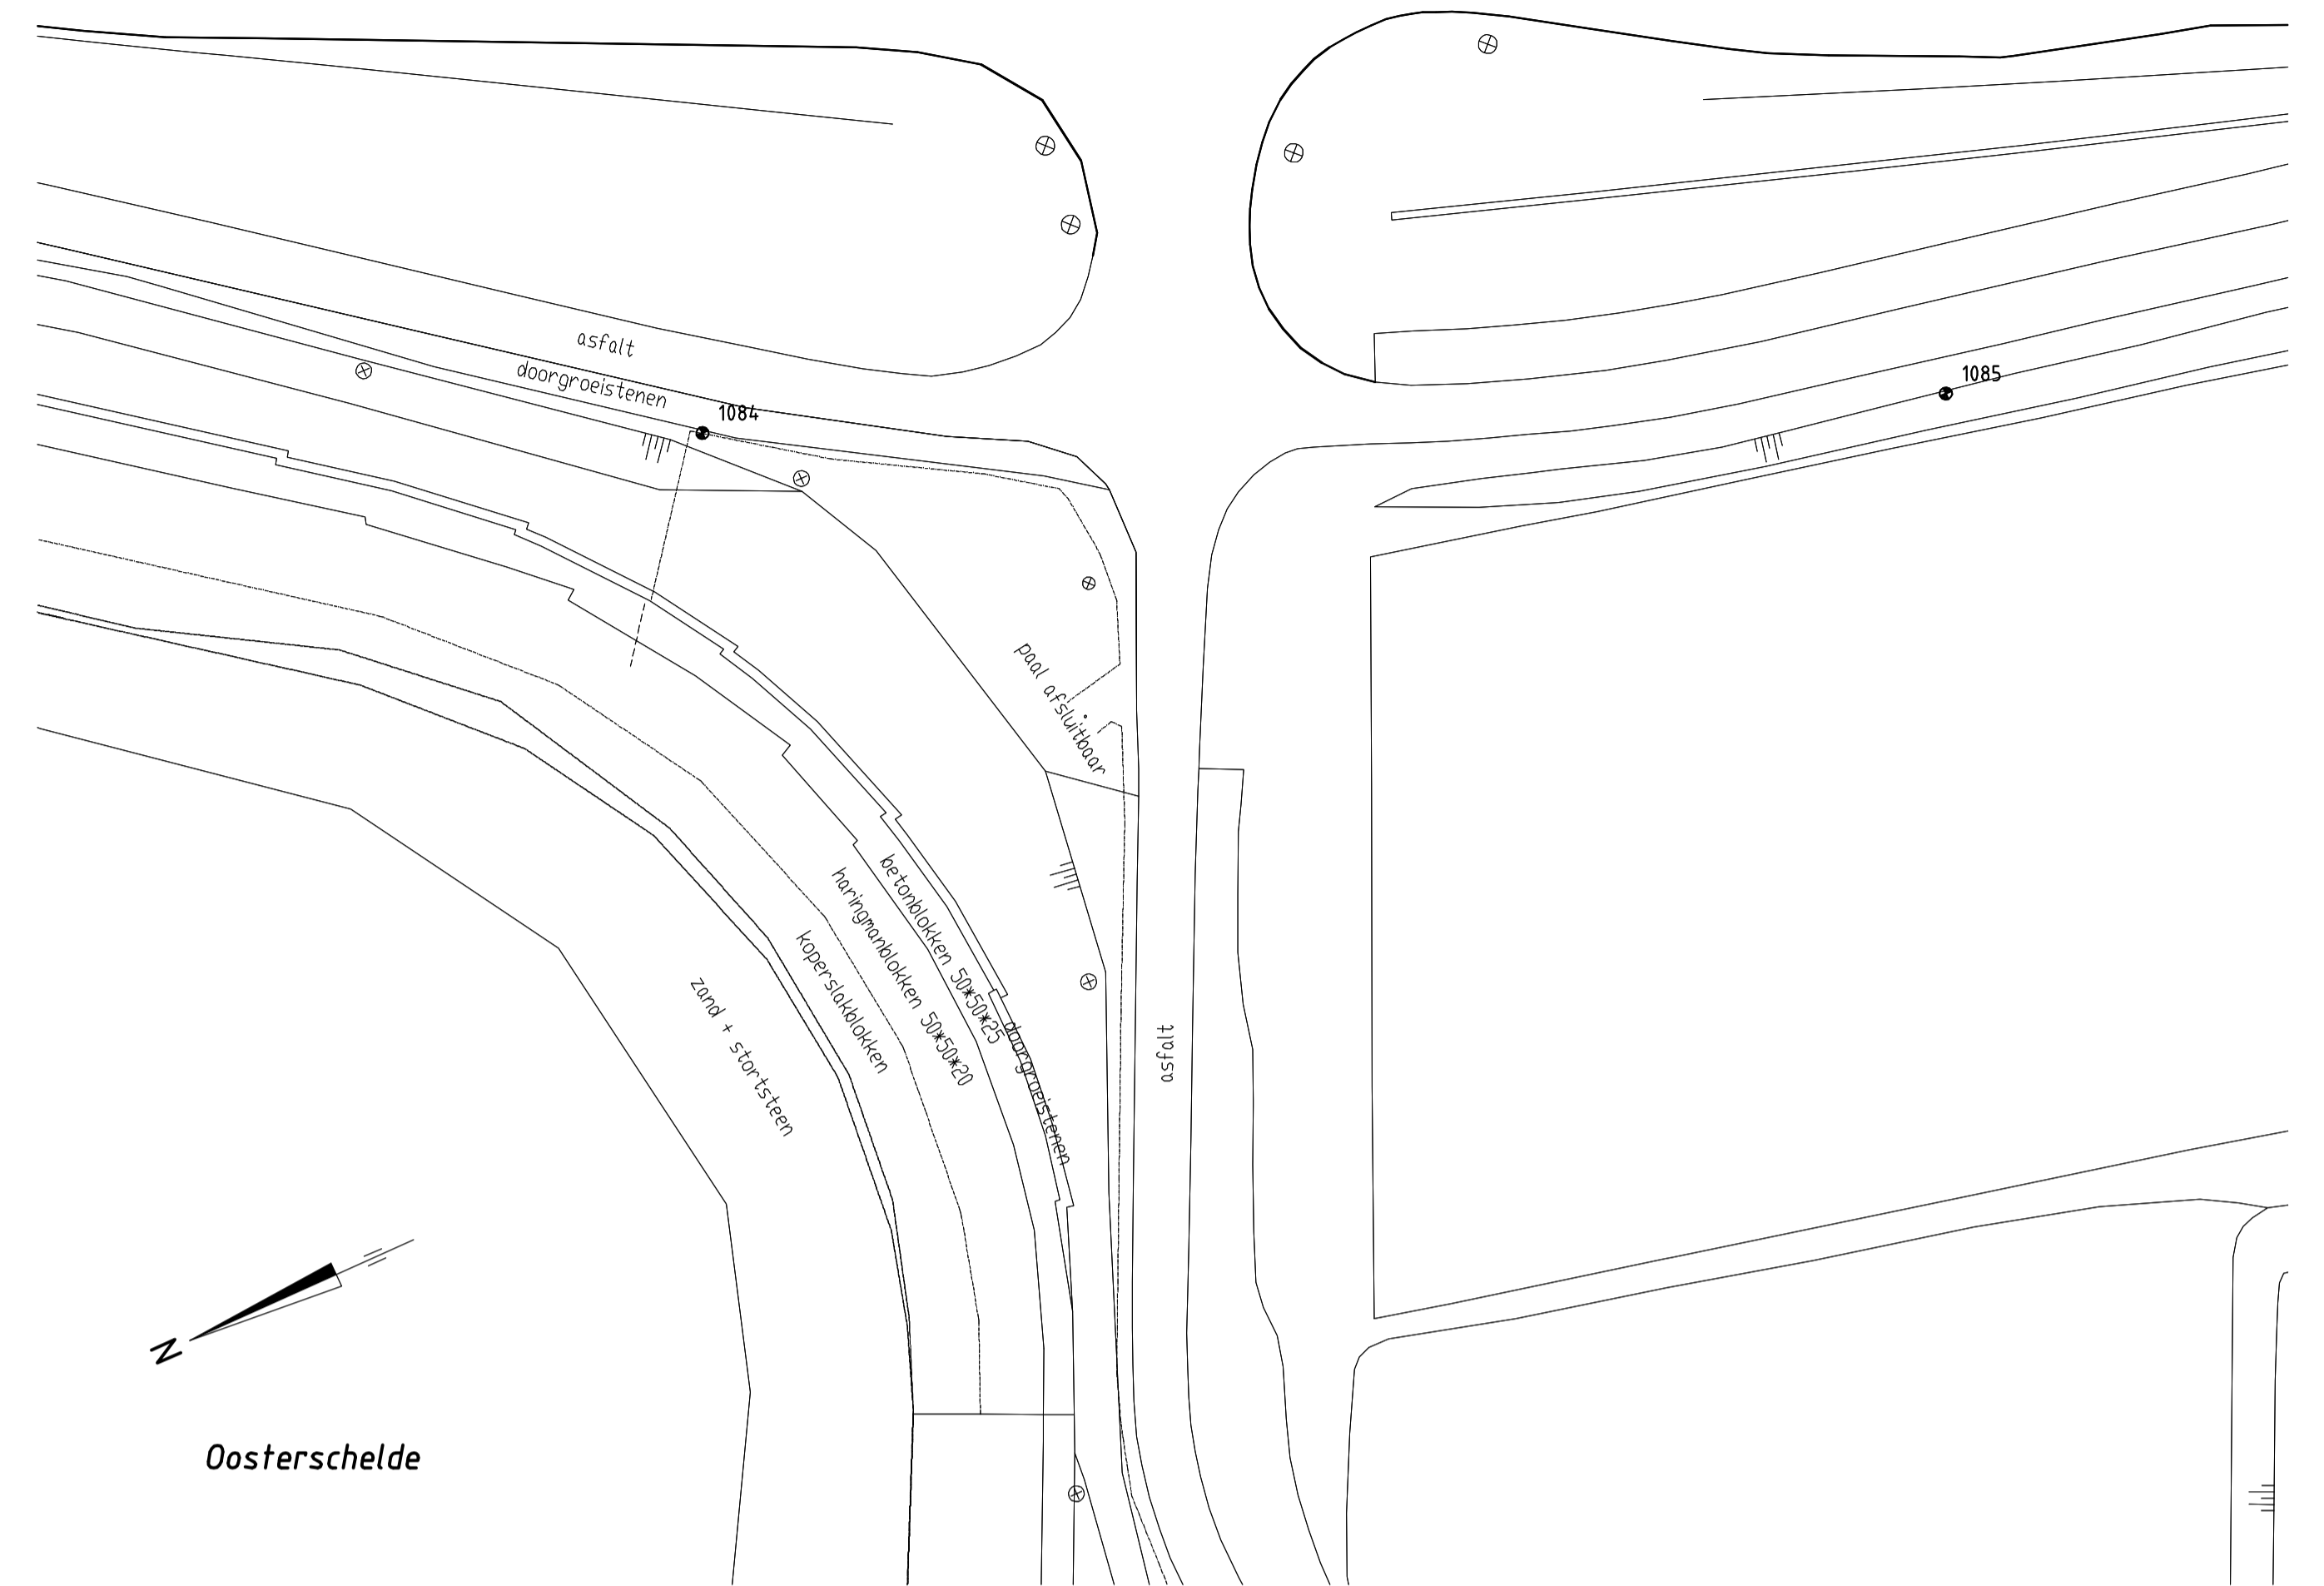 asfalt
doorgroeistenen
1084
1085
paal afsluitbaar
betonblokken 50*50*25
haringmanblokken 50*50*20
koperslakblokken
zand + stortsteen
doorgroeistenen
asfalt
N
Oosterschelde